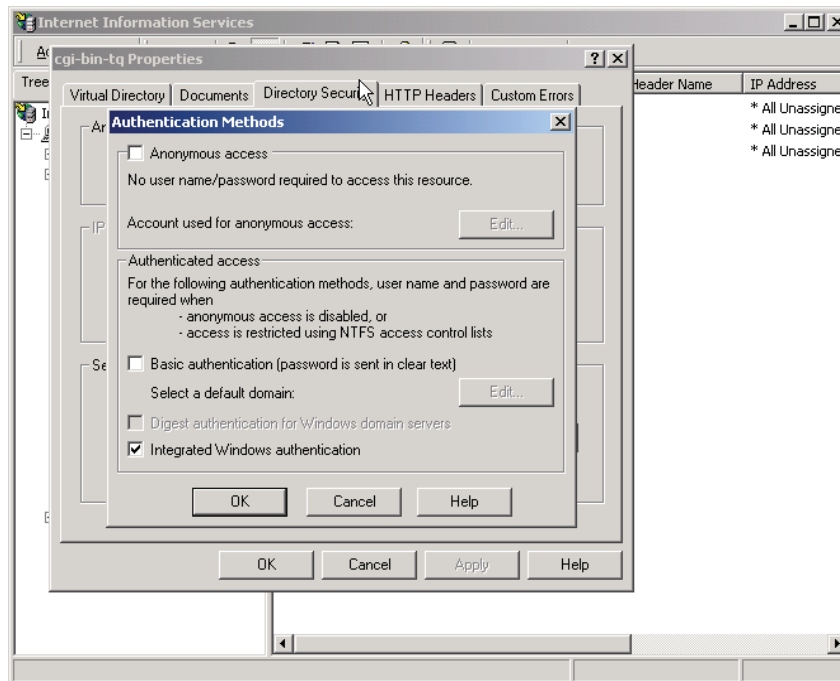 Internet Information Services
cgi-bin-tq Properties
Tree
Virtual Directory
Documents
Directory Securit
HTTP Headers
Custom Errors
Header Name
IP Address
* All Unassigne
* All Unassigne
* All Unassigne
Authentication Methods
Anonymous access
No user name/password required to access this resource.
Account used for anonymous access:
Edit...
Authenticated access
For the following authentication methods, user name and password are
required when
- anonymous access is disabled, or
- access is restricted using NTFS access control lists
Basic authentication (password is sent in clear text)
Select a default domain:
Edit...
Digest authentication for Windows domain servers
Integrated Windows authentication
OK
Cancel
Help
OK
Cancel
Apply
Help